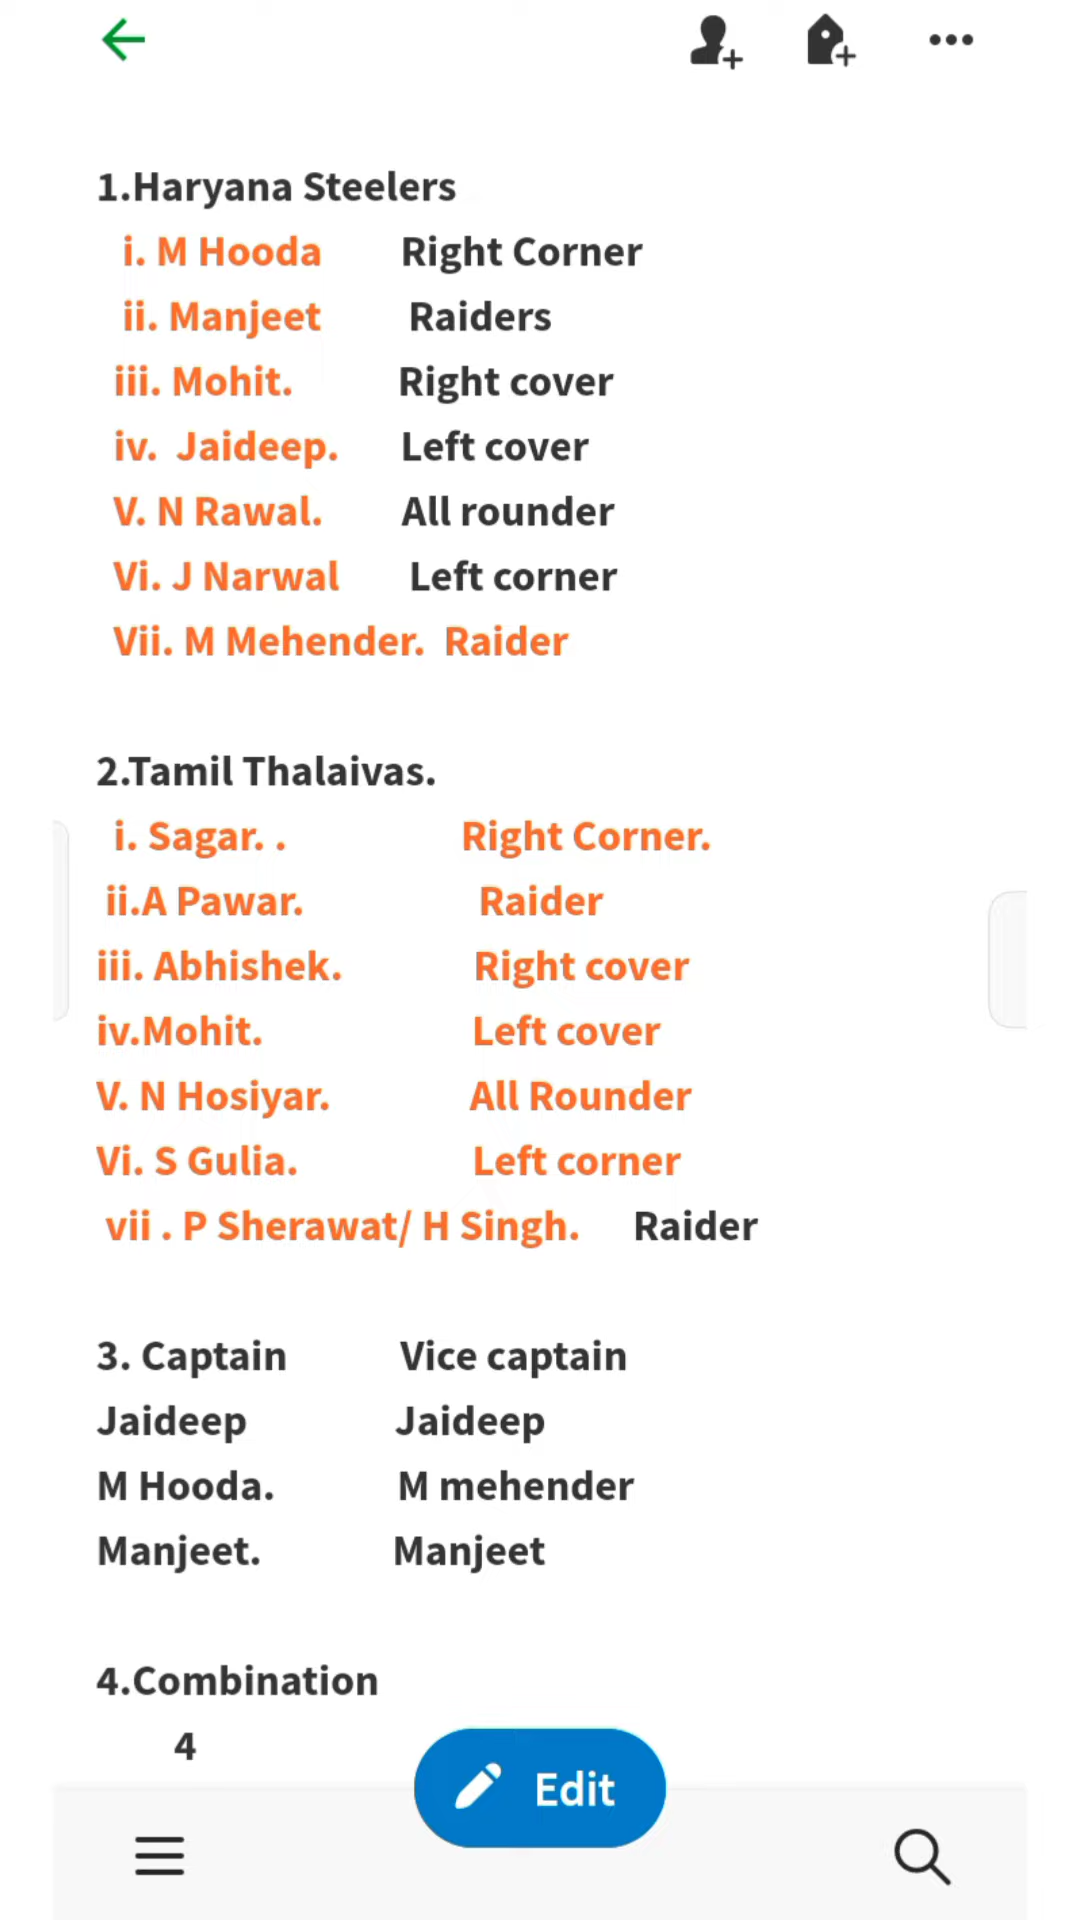 1.Haryana Steelers
i. M Hooda Right Corner
ii. Manjeet Raiders
iii. Mohit. Right cover
iv. Jaideep. Left cover
V. N Rawal. All rounder
Vi. J Narwal Left corner
Vii. M Mehender. Raider
2.Tamil Thalaivas.
i. Sagar. . Right Corner.
ii.A Pawar. Raider
iii. Abhishek. Right cover
iv.Mohit. Left cover
V. N Hosiyar. All Rounder
Vi. S Gulia. Left corner
vii . P Sherawat/ H Singh. Raider
3. Captain Vice captain
Jaideep Jaideep
M Hooda. M mehender
Manjeet. Manjeet
4.Combination
4
Edit